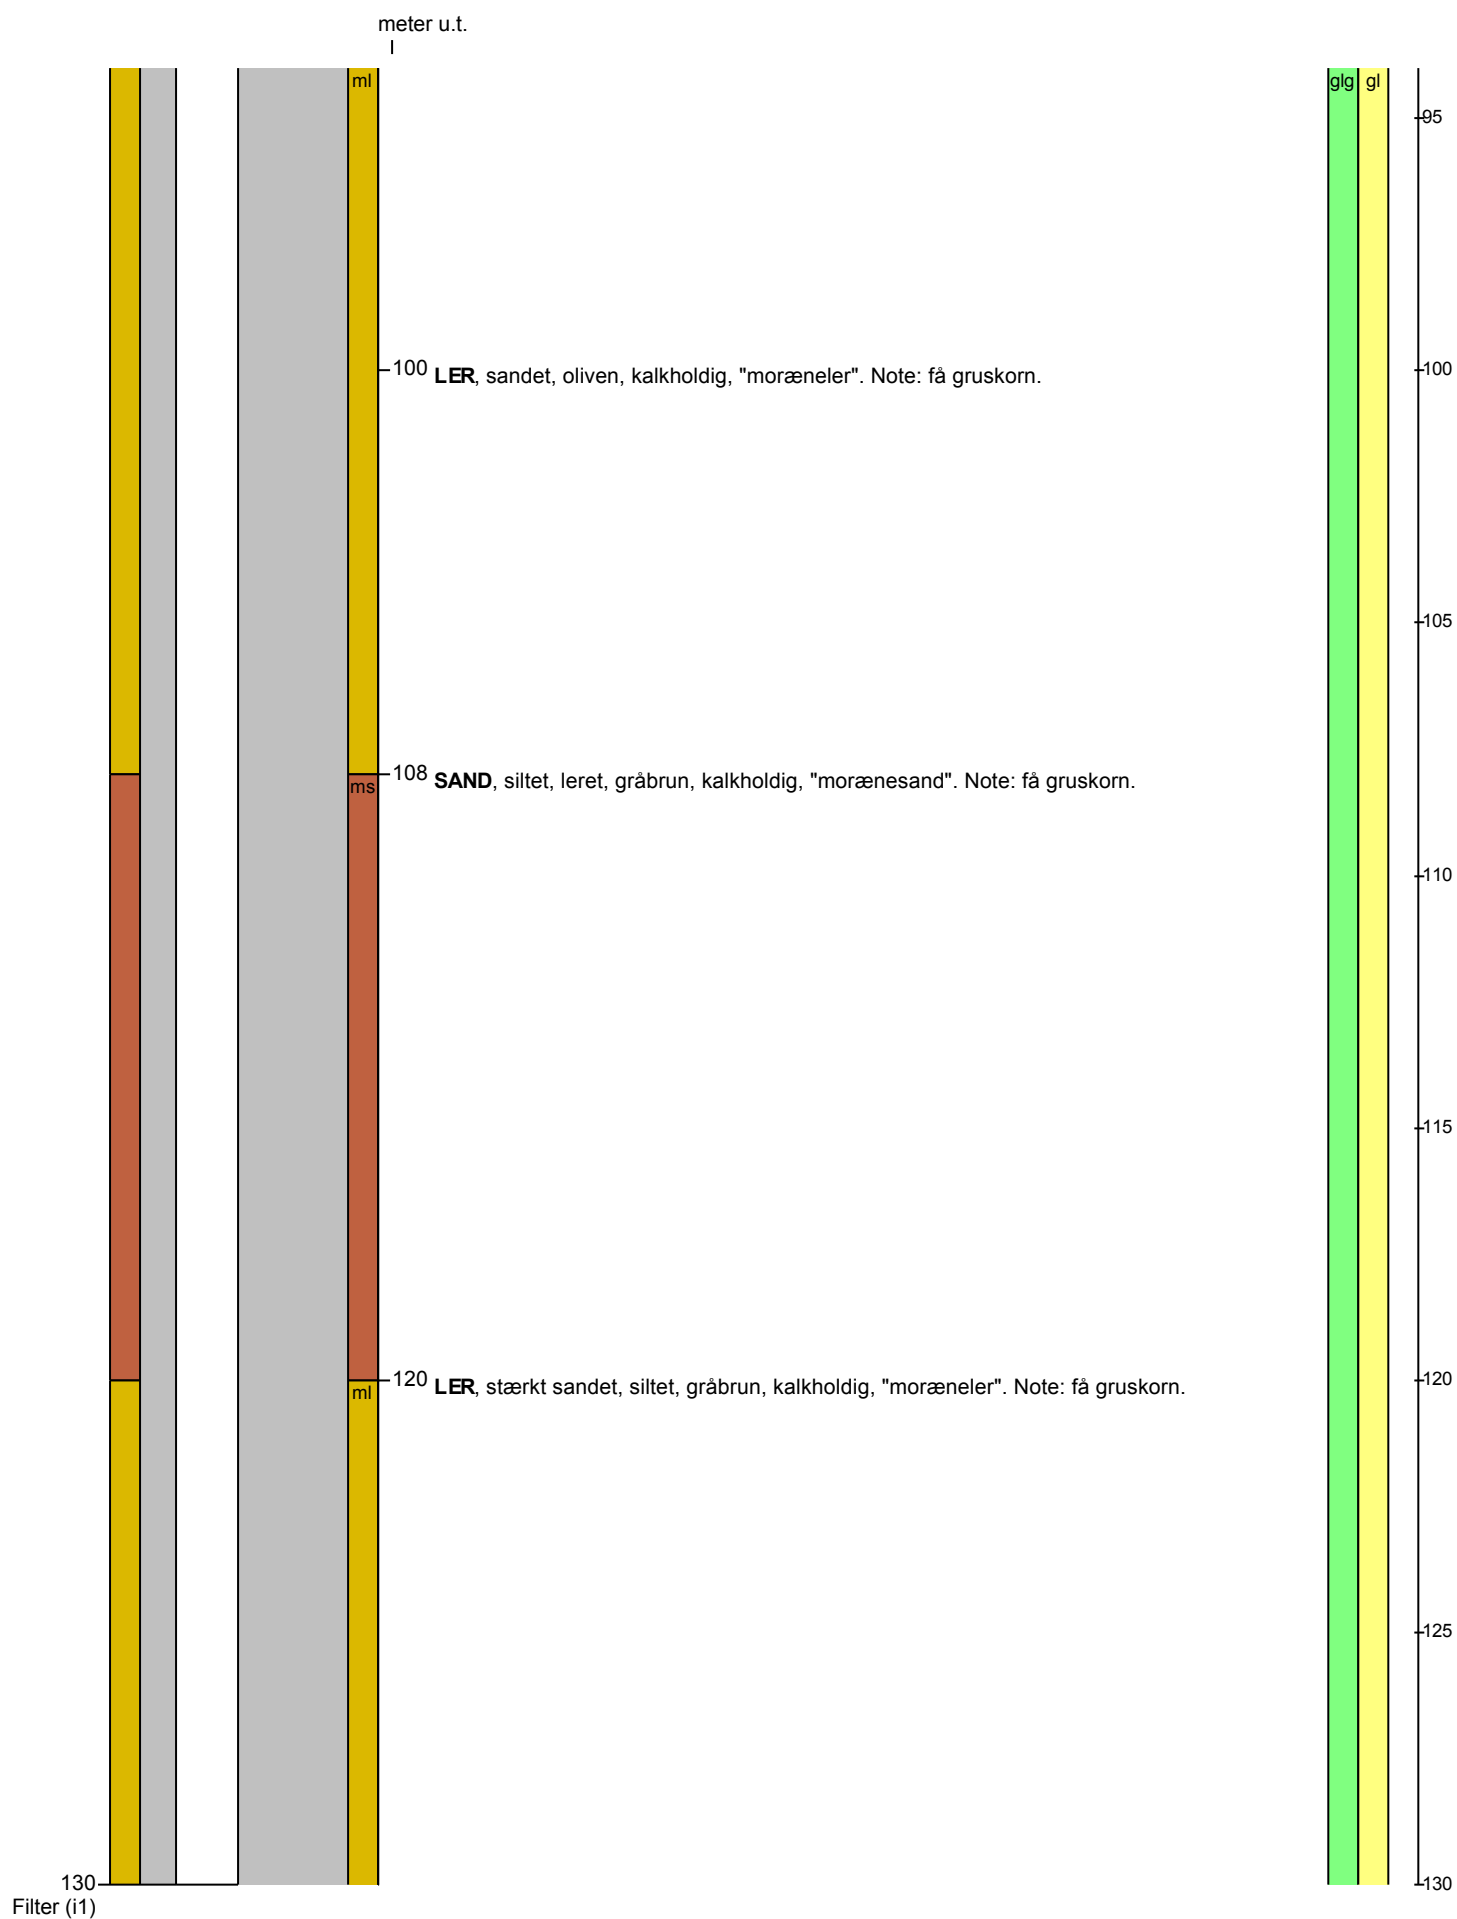 meter u.t.
ml glg gl
95
100 LER, sandet, oliven, kalkholdig, "moræneler". Note: få gruskorn. 100
105
108 SAND, siltet, leret, gråbrun, kalkholdig, "morænesand". Note: få gruskorn.
ms
110
115
120 LER, stærkt sandet, siltet, gråbrun, kalkholdig, "moræneler". Note: få gruskorn. 120
ml
125
130 130
Filter (i1)